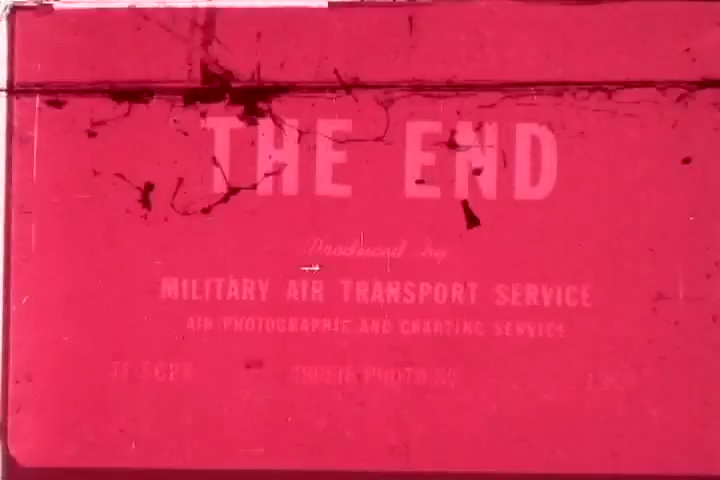 THE END
Produced by
MILITARY AIR TRANSPORT SERVICE
AIR PHOTOGRAPHIC AND CHARTING SERVICE